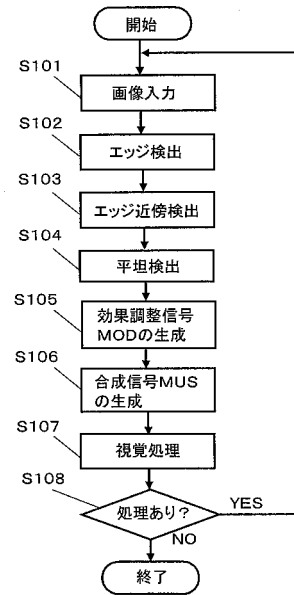 開始
S101
画像入力
S102
エッジ検出
S103
エッジ近傍検出
S104
平坦検出
S105
効果調整信号
MODの生成
S106
合成信号MUS
の生成
S107
視覚処理
S108
処理あり?
YES
NO
終了